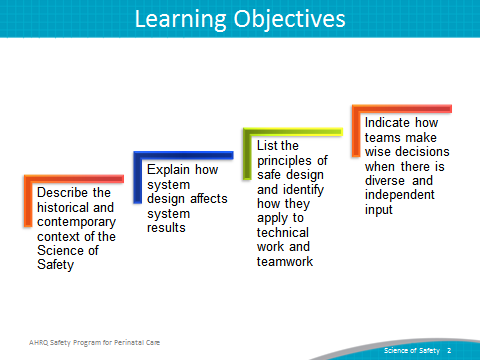 Learning Objectives
Describe the
historical and
contemporary
context of the
Science of
Safety
Explain how
system
design affects
system
results
List the
principles of
safe design
and identify
how they
apply to
technical
work and
teamwork
Indicate how
teams make
wise decisions
when there is
diverse and
independent
input
AHRQ Safety Program for Perinatal Care
Science of Safety 2